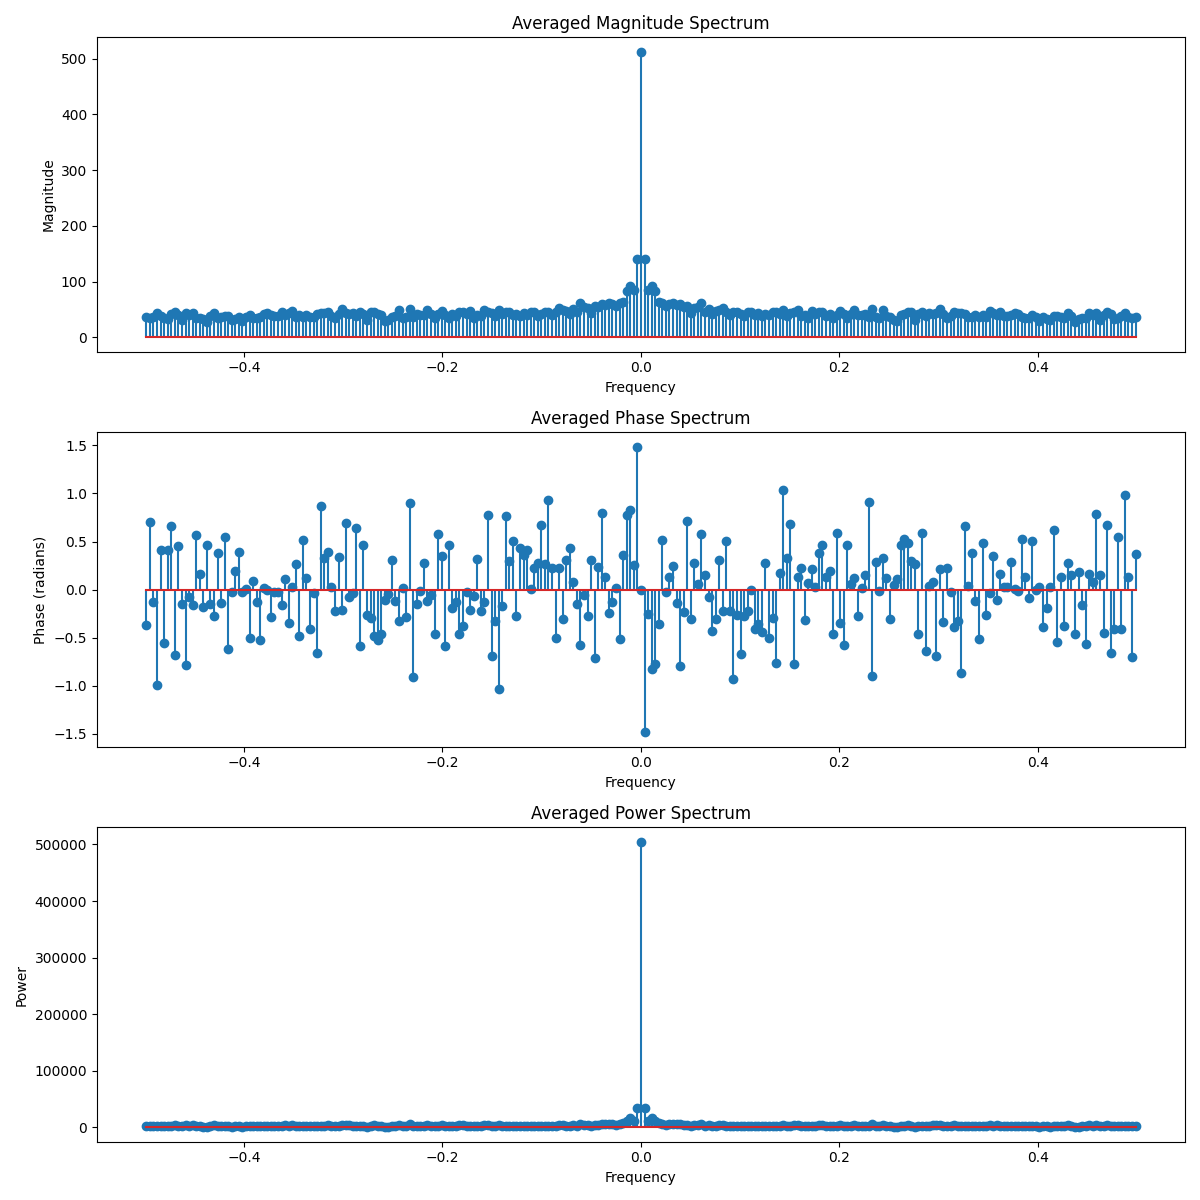 Averaged Magnitude Spectrum
500
400
300
200
100
0
Magnitude
−0.4 −0.2 0.0 0.2 0.4
Frequency
Averaged Phase Spectrum
1.5
1.0
0.5
0.0
−0.5
−1.0
−1.5
Phase (radians)
−0.4 −0.2 0.0 0.2 0.4
Frequency
Averaged Power Spectrum
500000
400000
300000
200000
100000
0
Power
−0.4 −0.2 0.0 0.2 0.4
Frequency